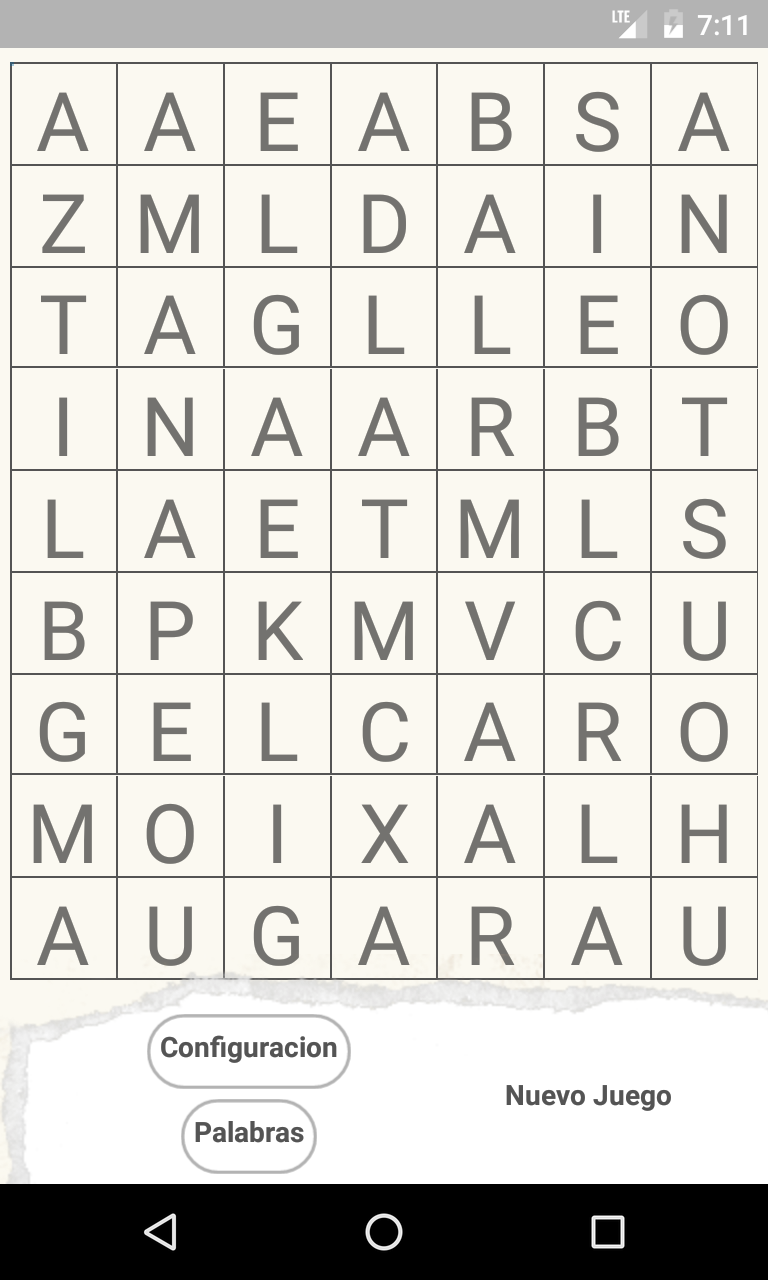 LTE 7:11
A A E A B S A
Z M L D A I N
T A G L L E O
I N A A R B T
L A E T M L S
B P K M V C U
G E L C A R O
M O I X A L H
A U G A R A U
Configuracion
Nuevo Juego
Palabras